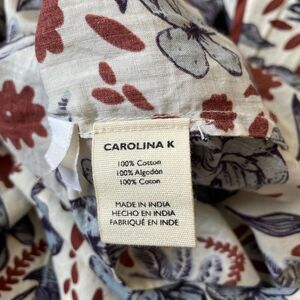 CAROLINA K
100% Cotton
100% Algodón
100% Coton
MADE IN INDIA
HECHO EN INDIA
FABRIQUÉ EN INDE